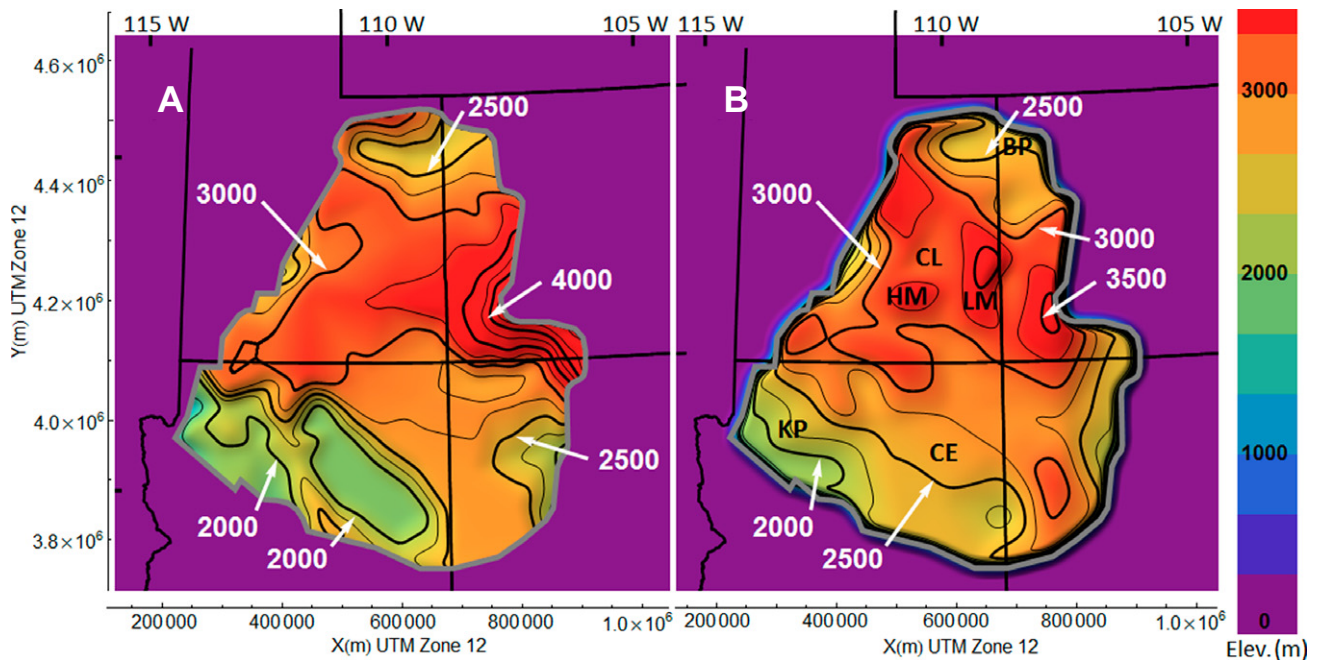 115 W 110 W 105 W 115 W 110 W 105 W
4.6×10⁶
A 2500 B 2500 3000
BP
4.4×10⁶
3000 3000
3000
CL
4000 3500 2000
4.2×10⁶ HM LM
Y(m) UTM Zone 12
4.0×10⁶
KP CE
2500 1000
2000 2000
2000 2500
3.8×10⁶
0
200000 400000 600000 800000 1.0×10⁶ 200000 400000 600000 800000 1.0×10⁶
X(m) UTM Zone 12 X(m) UTM Zone 12 Elev. (m)